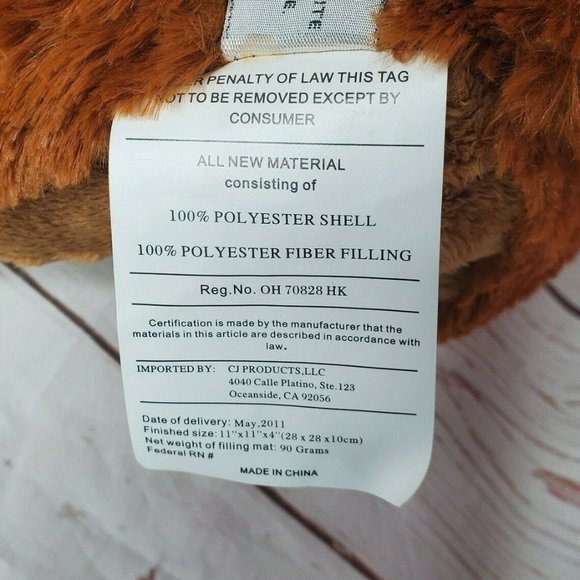 ITE
E
ER PENALTY OF LAW THIS TAG
NOT TO BE REMOVED EXCEPT BY
CONSUMER
ALL NEW MATERIAL
consisting of
100% POLYESTER SHELL
100% POLYESTER FIBER FILLING
Reg.No. OH 70828 HK
Certification is made by the manufacturer that the
materials in this article are described in accordance with
law.
IMPORTED BY: CJ PRODUCTS,LLC
4040 Calle Platino, Ste.123
Oceanside, CA 92056
Date of delivery: May,2011
Finished size: 11"x11"x4"(28 x 28 x10cm)
Net weight of filling mat: 90 Grams
Federal RN #
MADE IN CHINA